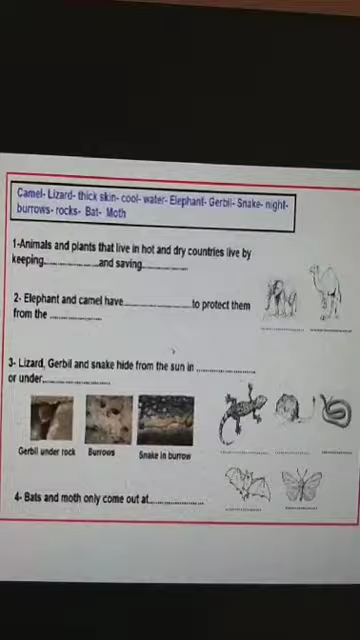 Camel- Lizard- thick skin- cool- water- Elephant- Gerbil- Snake- night-
burrows- rocks- Bat- Moth
1-Animals and plants that live in hot and dry countries live by
keeping....................and saving.................
2- Elephant and camel have.........................to protect them
from the ...................
3- Lizard, Gerbil and snake hide from the sun in .....................
or under.........................
Gerbil under rock Burrows Snake in burrow
4- Bats and moth only come out at....................